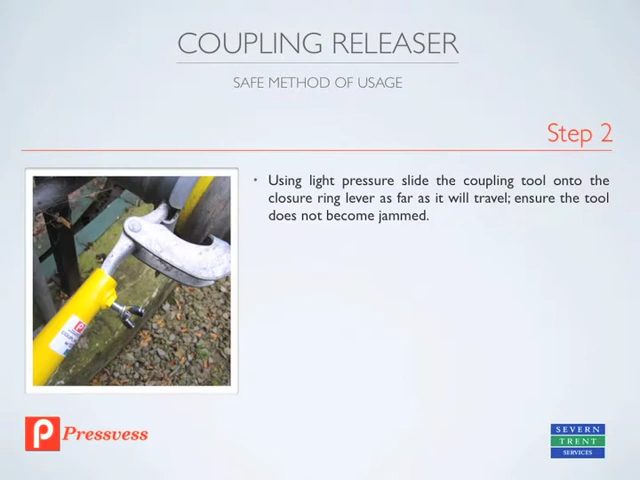 COUPLING RELEASER
SAFE METHOD OF USAGE
Step 2
• Using light pressure slide the coupling tool onto the
closure ring lever as far as it will travel; ensure the tool
does not become jammed.
P Pressvess
SEVERN
TRENT
SERVICES